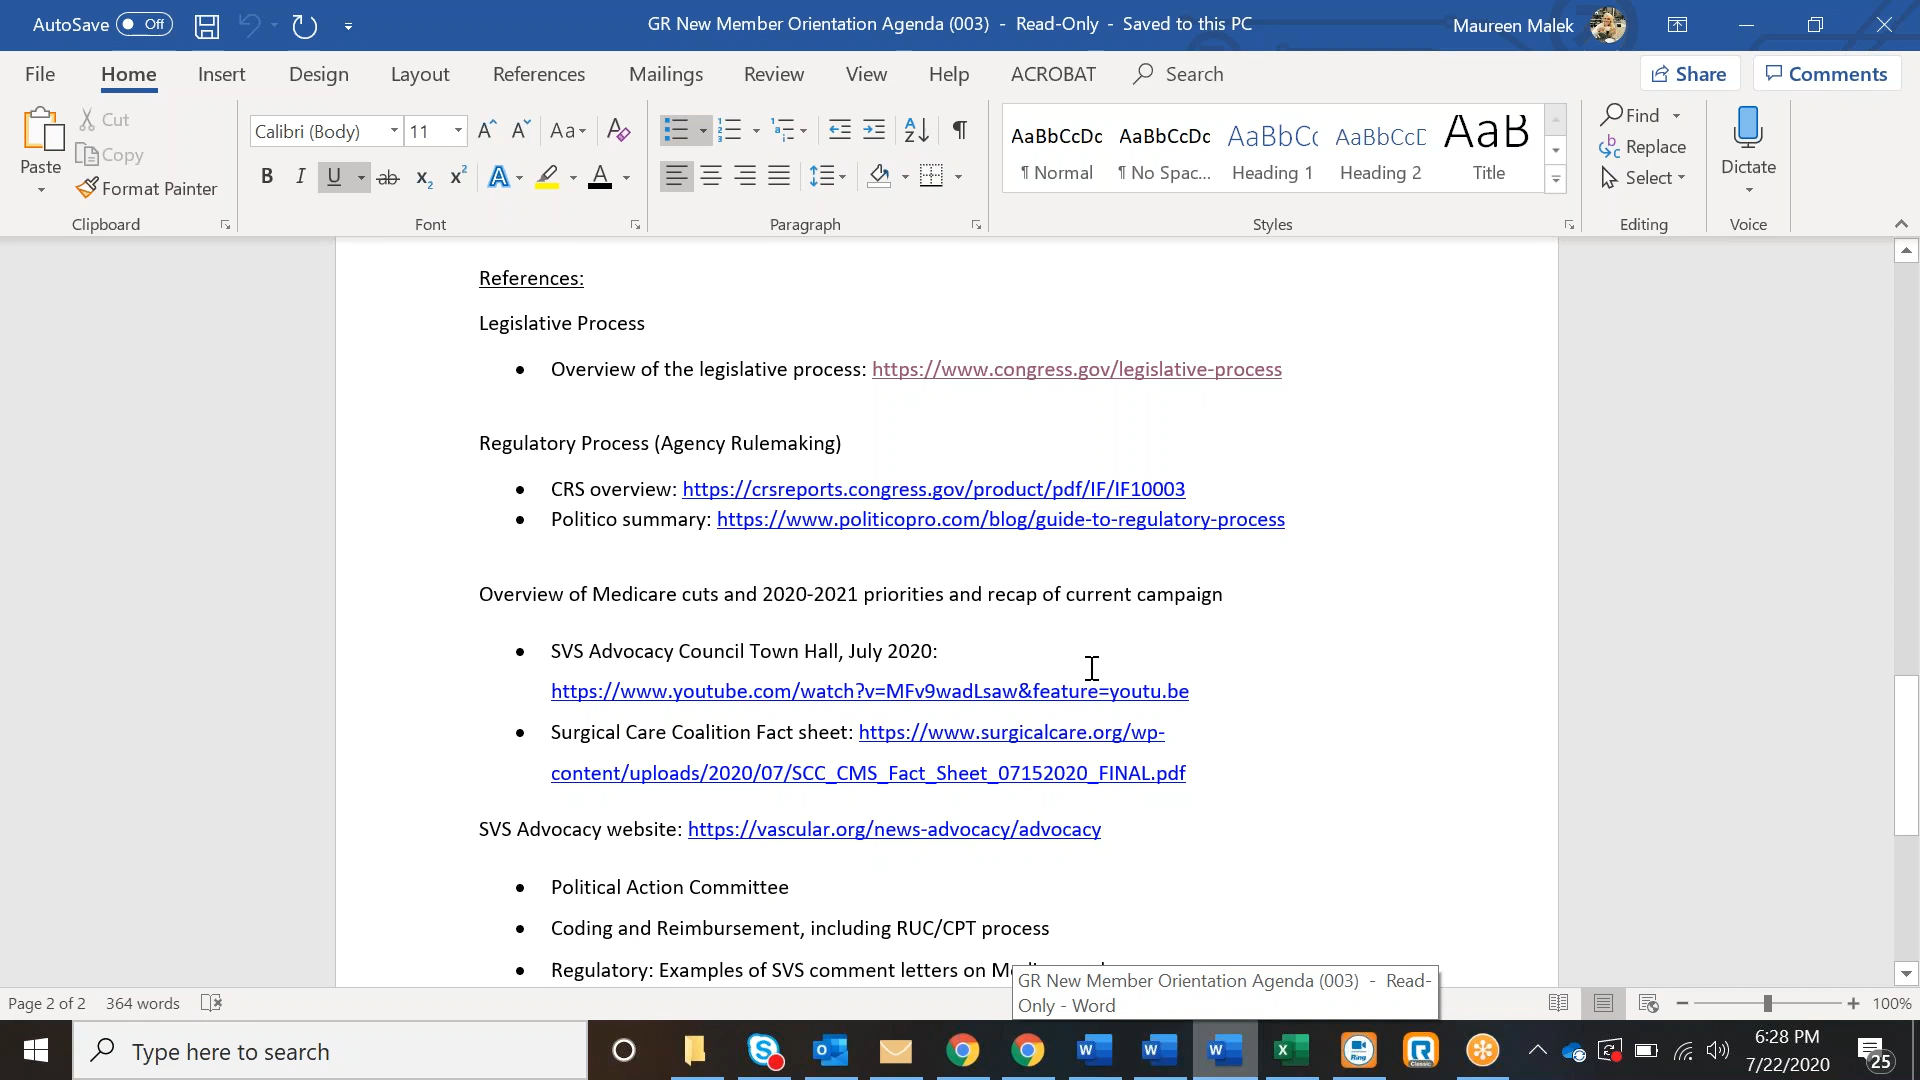 AutoSave Off GR New Member Orientation Agenda (003) - Read-Only - Saved to this PC Maureen Malek
File Home Insert Design Layout References Mailings Review View Help ACROBAT Search Share Comments
Paste Cut Copy Format Painter
Calibri (Body) 11 Aa
B I U ab x₂ x² A A
AaBbCcDc AaBbCcDc AaBbCc AaBbCcD AaB
¶ Normal ¶ No Spac... Heading 1 Heading 2 Title
Find Replace Select Dictate
Clipboard Font Paragraph Styles Editing Voice
References:
Legislative Process
• Overview of the legislative process: https://www.congress.gov/legislative-process
Regulatory Process (Agency Rulemaking)
• CRS overview: https://crsreports.congress.gov/product/pdf/IF/IF10003
• Politico summary: https://www.politicopro.com/blog/guide-to-regulatory-process
Overview of Medicare cuts and 2020-2021 priorities and recap of current campaign
• SVS Advocacy Council Town Hall, July 2020:
https://www.youtube.com/watch?v=MFv9wadLsaw&feature=youtu.be
• Surgical Care Coalition Fact sheet: https://www.surgicalcare.org/wp-
content/uploads/2020/07/SCC_CMS_Fact_Sheet_07152020_FINAL.pdf
SVS Advocacy website: https://vascular.org/news-advocacy/advocacy
• Political Action Committee
• Coding and Reimbursement, including RUC/CPT process
• Regulatory: Examples of SVS comment letters on
GR New Member Orientation Agenda (003) - Read-
Only - Word
Page 2 of 2 364 words 100%
Type here to search
6:28 PM
7/22/2020
25